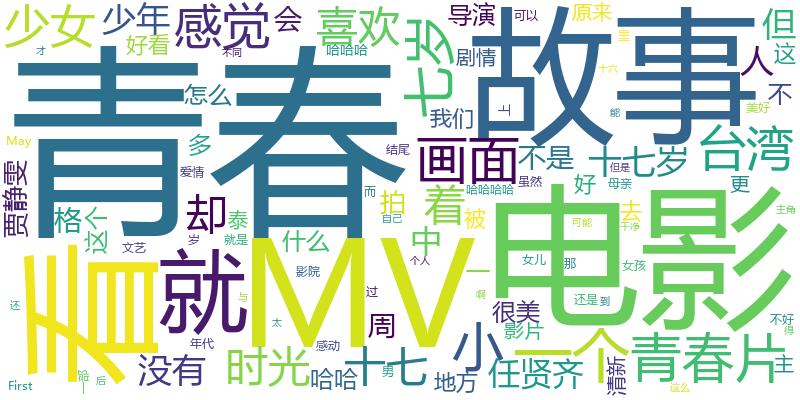 少女
少年
感觉
会
喜欢
导演
原来
可以
里
但
才
好看
不同
哈哈哈
七岁
剧情
故事
这
人
青春
怎么
我们
上
十六
能
不
美好
May
多
爱情
结尾
画面
不是
十七岁
台湾
贾静雯
而
虽然
但是
好
母亲
更
格
这个
却
泰
拍
着
哈哈哈哈
被
去
自己
岁
就是
什么
中
一
可能
干净
主角
文艺
个人
女儿
那
女孩
电影
看
就
MV
影院
还
与
过
啊
还是
到
很美
影片
不好
得
年代
太
感动
周
小
一个
青春片
没有
时光
哈哈
十七
男
地方
任贤齐
清新
主
这么
First
后